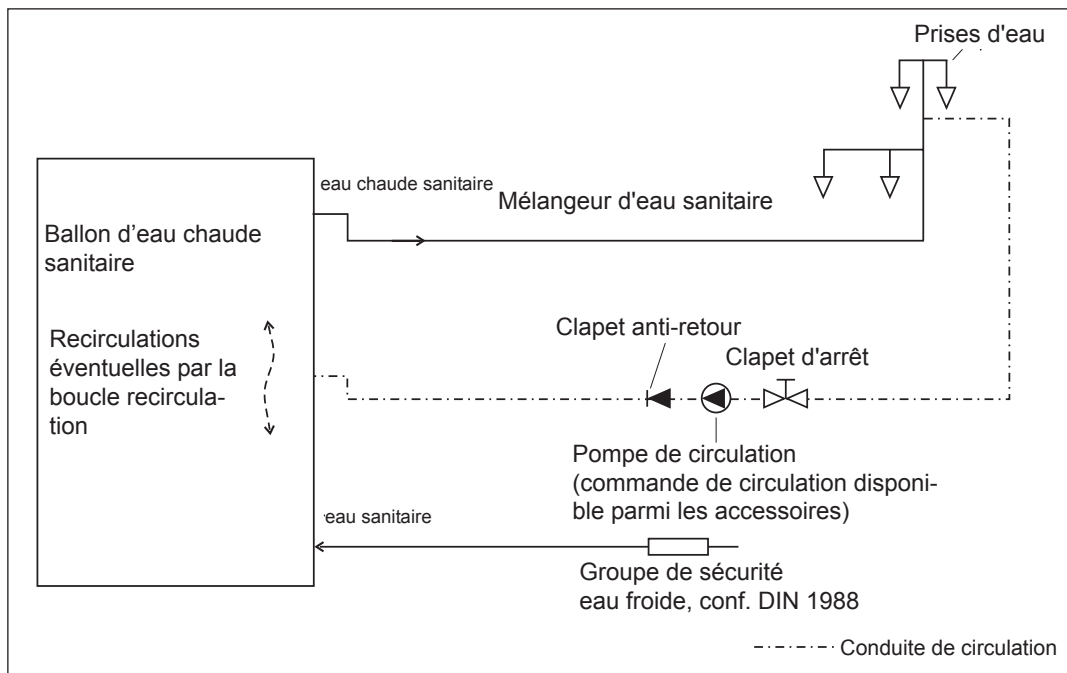 Prises d'eau
eau chaude sanitaire
Mélangeur d'eau sanitaire
Ballon d’eau chaude
sanitaire
Recirculations
éventuelles par la
boucle recircula-
tion
Clapet anti-retour
Clapet d'arrêt
Pompe de circulation
(commande de circulation disponi-
ble parmi les accessoires)
eau sanitaire
Groupe de sécurité
eau froide, conf. DIN 1988
Conduite de circulation